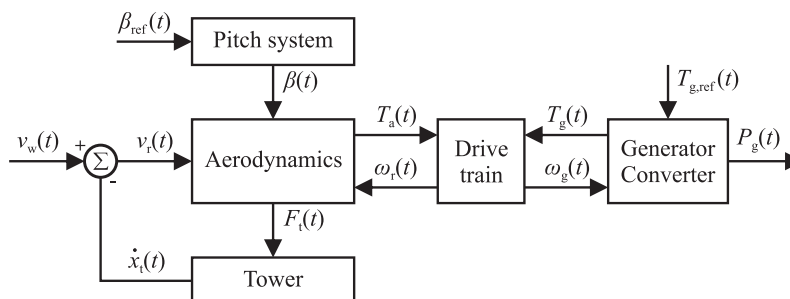 β_ref(t)
Pitch system
β(t)
T_g,ref(t)
v_w(t)
+
Σ
-
v_r(t)
Aerodynamics
T_a(t)
ω_r(t)
Drive
train
T_g(t)
ω_g(t)
Generator
Converter
P_g(t)
F_t(t)
ẋ_t(t)
Tower